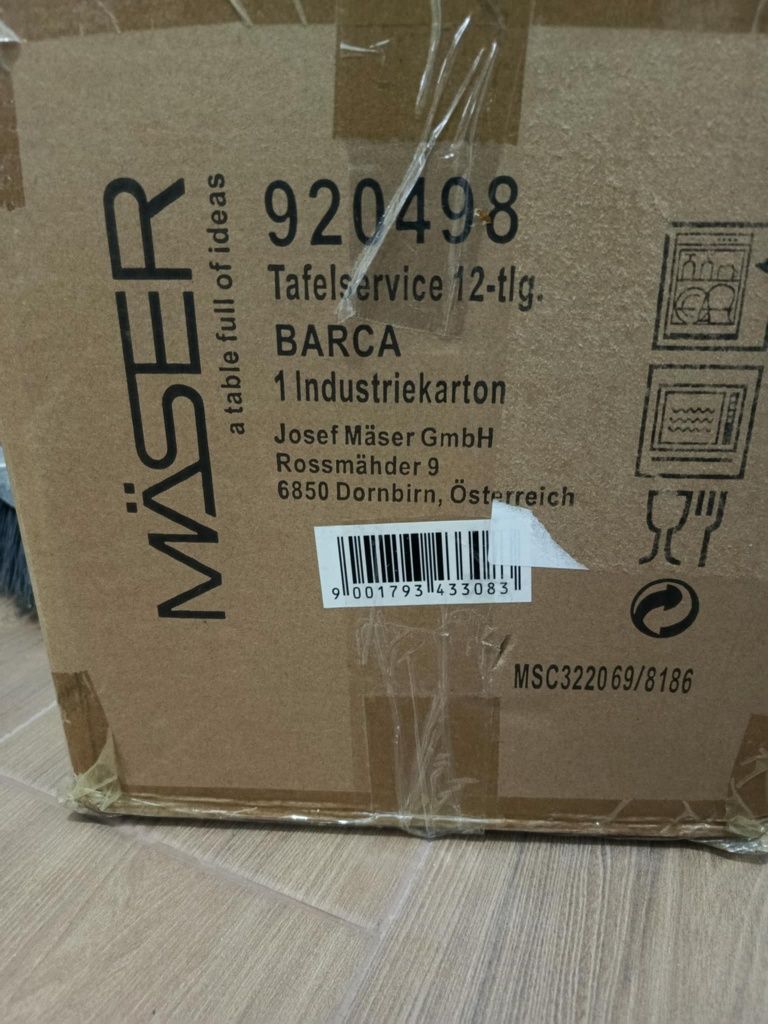 MÄSER
a table full of ideas
920498
Tafelservice 12-tlg.
BARCA
1 Industriekarton
Josef Mäser GmbH
Rossmähder 9
6850 Dornbirn, Österreich
9 001793 433083
MSC322069/8186